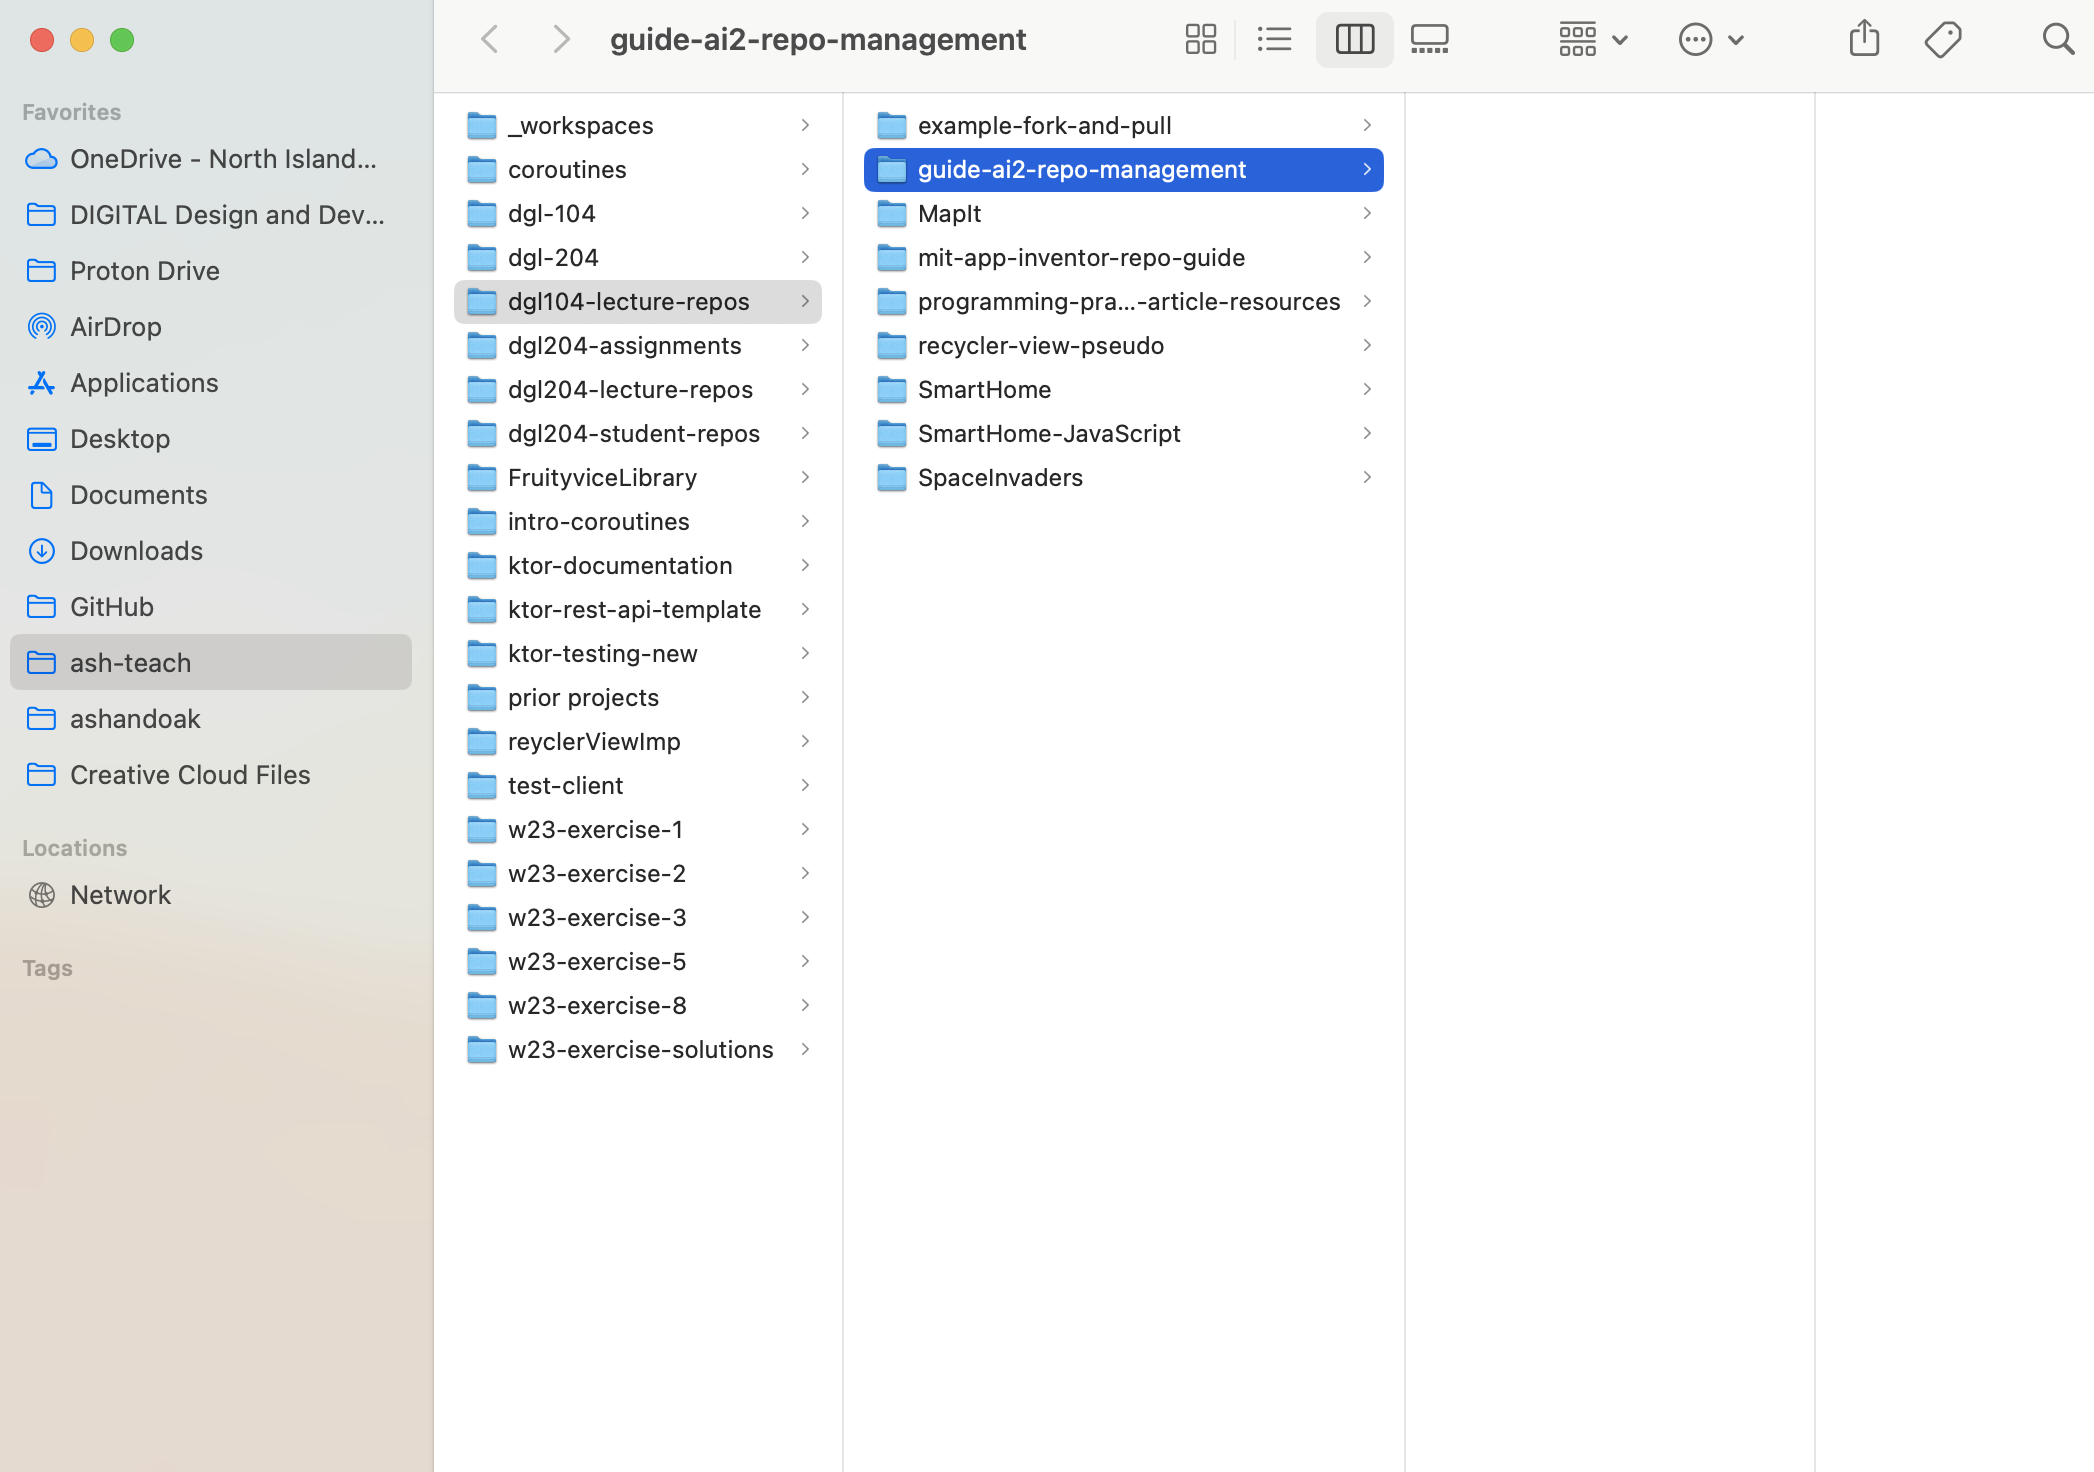 guide-ai2-repo-management
Favorites
OneDrive - North Island...
DIGITAL Design and Dev...
Proton Drive
AirDrop
Applications
Desktop
Documents
Downloads
GitHub
ash-teach
ashandoak
Creative Cloud Files
Locations
Network
Tags
_workspaces
coroutines
dgl-104
dgl-204
dgl104-lecture-repos
dgl204-assignments
dgl204-lecture-repos
dgl204-student-repos
FruityviceLibrary
intro-coroutines
ktor-documentation
ktor-rest-api-template
ktor-testing-new
prior projects
reyclerViewImp
test-client
w23-exercise-1
w23-exercise-2
w23-exercise-3
w23-exercise-5
w23-exercise-8
w23-exercise-solutions
example-fork-and-pull
guide-ai2-repo-management
MapIt
mit-app-inventor-repo-guide
programming-pra...-article-resources
recycler-view-pseudo
SmartHome
SmartHome-JavaScript
SpaceInvaders